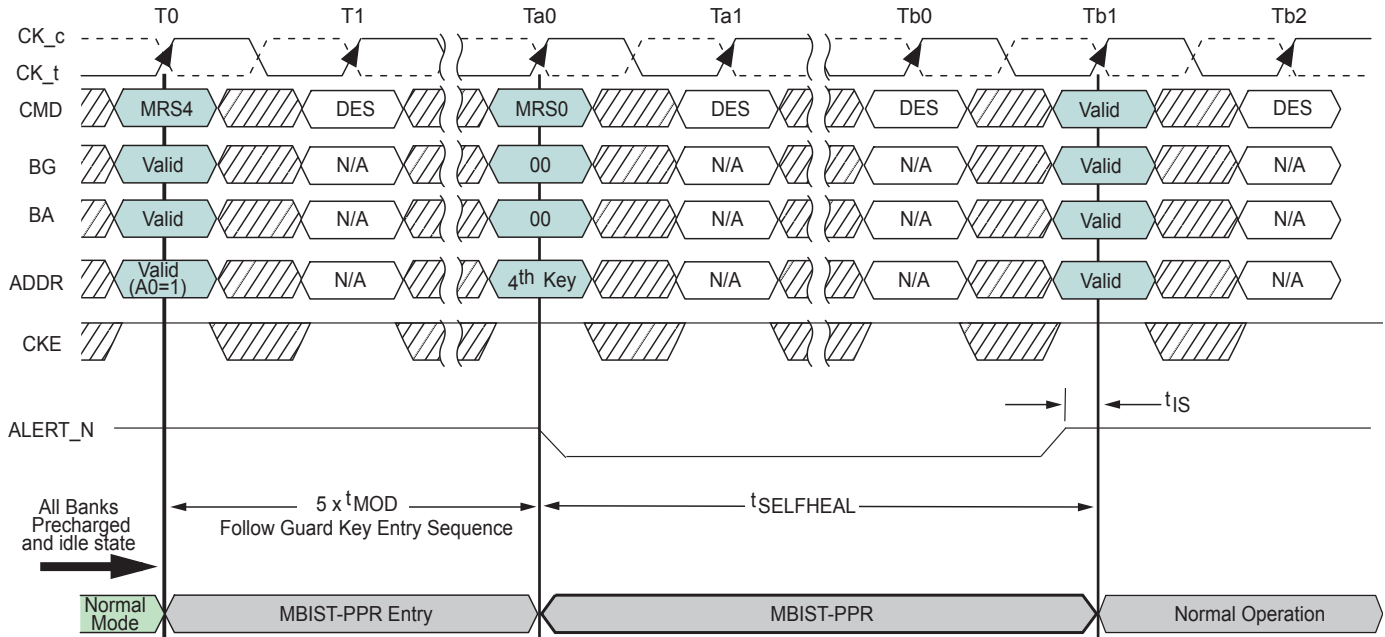 T0 T1 Ta0 Ta1 Tb0 Tb1 Tb2
CK_c
CK_t
CMD MRS4 DES MRS0 DES DES Valid DES
BG Valid N/A 00 N/A N/A Valid N/A
BA Valid N/A 00 N/A N/A Valid N/A
ADDR Valid (A0=1) N/A 4th Key N/A N/A Valid N/A
CKE
tIS
ALERT_N
All Banks
Precharged
and idle state
5 x tMOD
Follow Guard Key Entry Sequence
tSELFHEAL
Normal Mode MBIST-PPR Entry MBIST-PPR Normal Operation